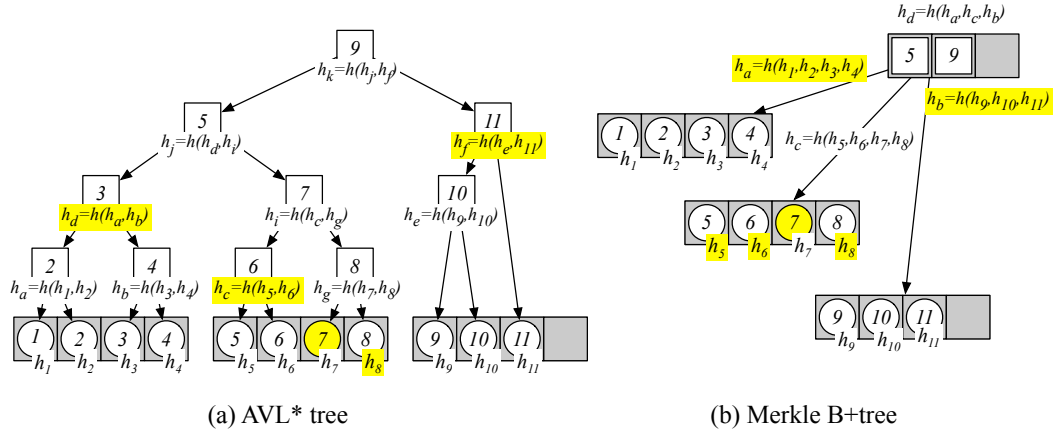 9
h_k=h(h_j,h_f)
5
h_j=h(h_d,h_i)
11
h_f=h(h_e,h_11)
3
h_d=h(h_a,h_b)
7
h_i=h(h_c,h_g)
10
h_e=h(h_9,h_10)
2
h_a=h(h_1,h_2)
4
h_b=h(h_3,h_4)
6
h_c=h(h_5,h_6)
8
h_g=h(h_7,h_8)
1 2 3 4 5 6 7 8 9 10 11
h_1 h_2 h_3 h_4 h_5 h_6 h_7 h_8 h_9 h_10 h_11
(a) AVL* tree
h_d=h(h_a,h_c,h_b)
5 9
h_a=h(h_1,h_2,h_3,h_4)
h_b=h(h_9,h_10,h_11)
1 2 3 4
h_1 h_2 h_3 h_4
h_c=h(h_5,h_6,h_7,h_8)
5 6 7 8
h_5 h_6 h_7 h_8
9 10 11
h_9 h_10 h_11
(b) Merkle B+tree